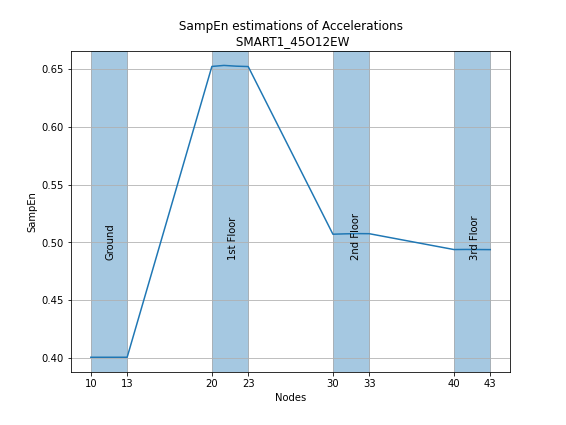 SampEn estimations of Accelerations
SMART1_45O12EW
0.65
0.60
0.55
0.50
0.45
0.40
SampEn
Ground
1st Floor
2nd Floor
3rd Floor
10 13 20 23 30 33 40 43
Nodes